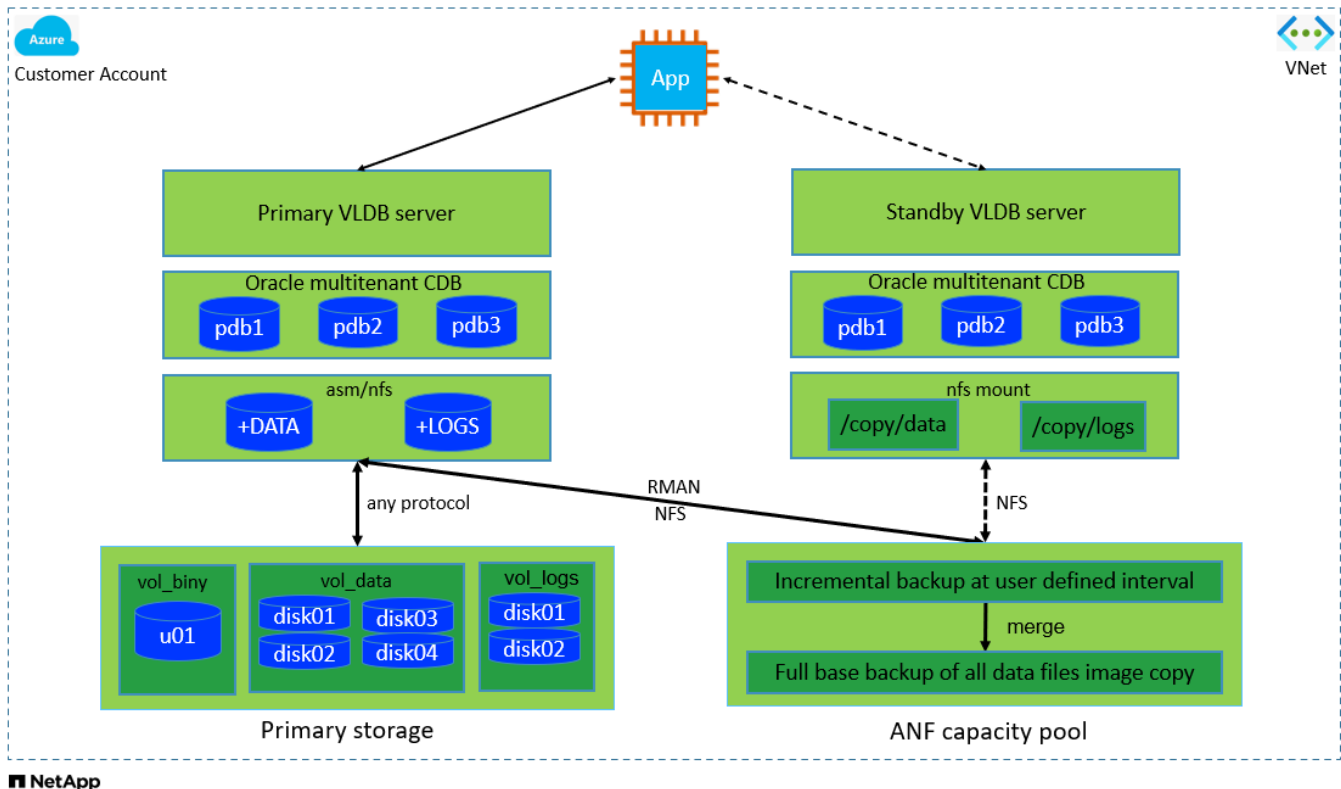 Azure
Customer Account
VNet
App
Primary VLDB server
Standby VLDB server
Oracle multitenant CDB
pdb1 pdb2 pdb3
Oracle multitenant CDB
pdb1 pdb2 pdb3
asm/nfs
+DATA +LOGS
nfs mount
/copy/data /copy/logs
any protocol
RMAN
NFS
NFS
vol_biny
u01
vol_data
disk01 disk03
disk02 disk04
vol_logs
disk01
disk02
Primary storage
Incremental backup at user defined interval
merge
Full base backup of all data files image copy
ANF capacity pool
NetApp